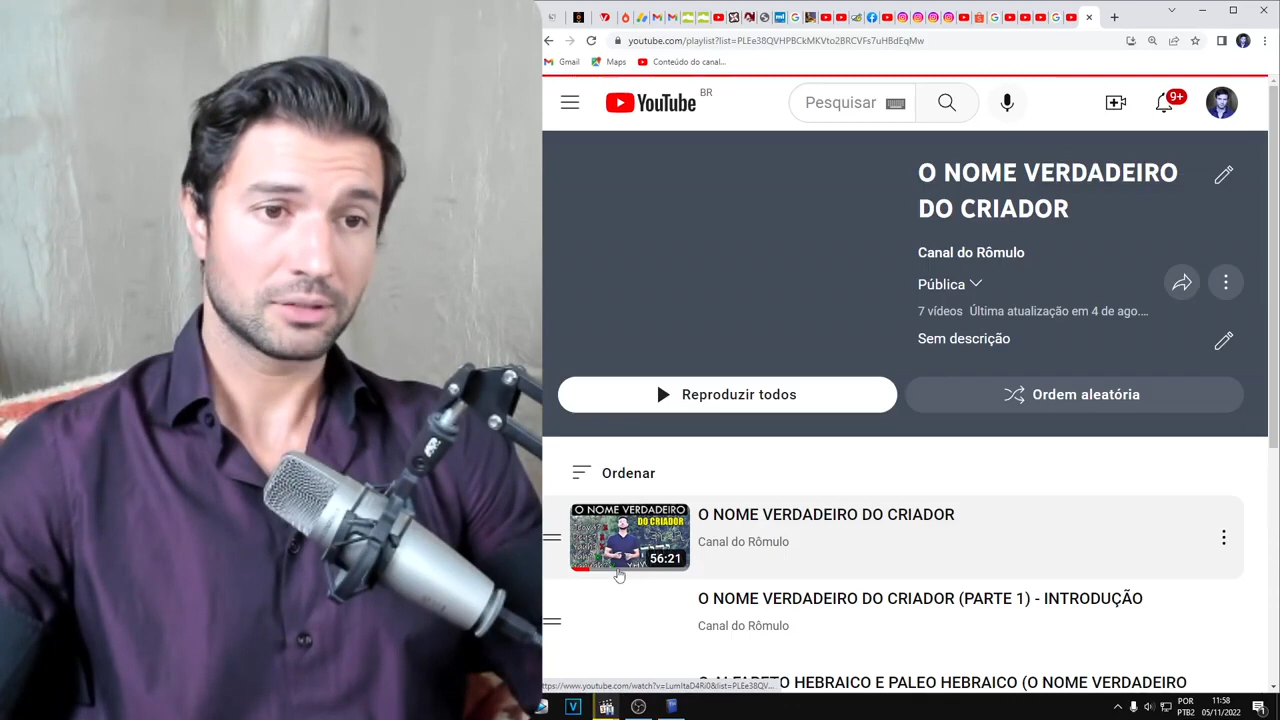 youtube.com/playlist?list=PLEe38QVHPBCkMKVto2BRCVFs7uHBdEqMw
Gmail
Maps
Conteúdo do canal...
YouTube
BR
Pesquisar
9+
O NOME VERDADEIRO
DO CRIADOR
Canal do Rômulo
Pública
7 vídeos Última atualização em 4 de ago....
Sem descrição
Reproduzir todos
Ordem aleatória
Ordenar
O NOME VERDADEIRO
DO CRIADOR
56:21
O NOME VERDADEIRO DO CRIADOR
Canal do Rômulo
O NOME VERDADEIRO DO CRIADOR (PARTE 1) - INTRODUÇÃO
Canal do Rômulo
O ALFABETO HEBRAICO E PALEO HEBRAICO (O NOME VERDADEIRO
POR
PTB2
11:58
05/11/2022